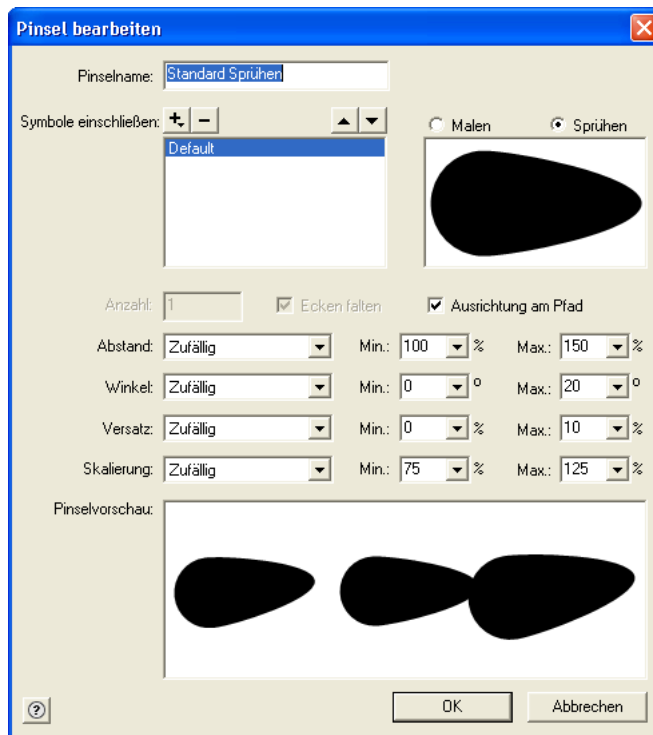 Pinsel bearbeiten
Pinselname: Standard Sprühen
Symbole einschließen:
Malen Sprühen
Default
Anzahl: 1 Ecken falten Ausrichtung am Pfad
Abstand: Zufällig Min.: 100 % Max.: 150 %
Winkel: Zufällig Min.: 0 ° Max.: 20 °
Versatz: Zufällig Min.: 0 % Max.: 10 %
Skalierung: Zufällig Min.: 75 % Max.: 125 %
Pinselvorschau:
? OK Abbrechen